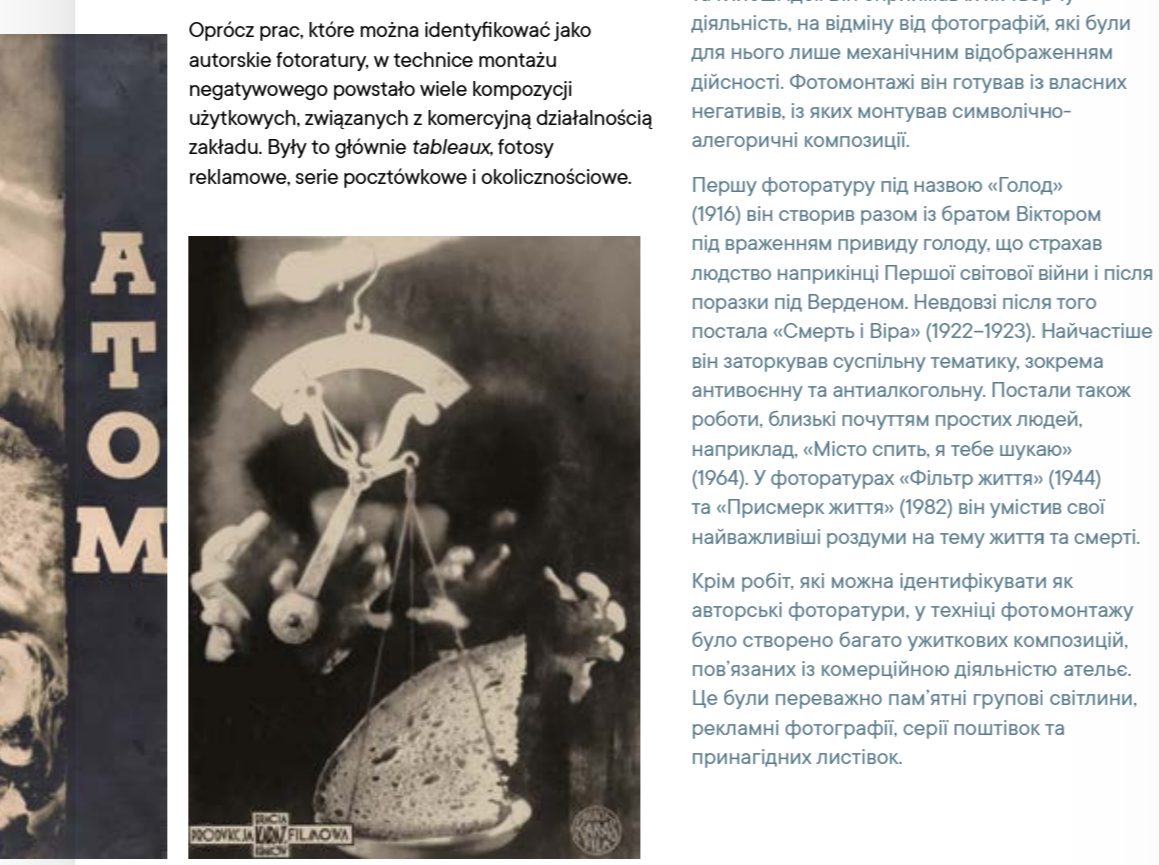 Oprócz prac, które można identyfikować jako
autorskie fotoratury, w technice montażu
negatywowego powstało wiele kompozycji
użytkowych, związanych z komercyjną działalnością
zakładu. Były to głównie tableaux, fotosy
reklamowe, serie pocztówkowe i okolicznościowe.
ATOM
PRODUKCJA FILMOWA
діяльність, на відміну від фотографій, які були
для нього лише механічним відображенням
дійсності. Фотомонтажі він готував із власних
негативів, із яких монтував символічно-
алегоричні композиції.
Першу фоторатуру під назвою «Голод»
(1916) він створив разом із братом Віктором
під враженням привиду голоду, що страхав
людство наприкінці Першої світової війни і після
поразки під Верденом. Невдовзі після того
постала «Смерть і Віра» (1922–1923). Найчастіше
він заторкував суспільну тематику, зокрема
антивоєнну та антиалкогольну. Постали також
роботи, близькі почуттям простих людей,
наприклад, «Місто спить, я тебе шукаю»
(1964). У фоторатурах «Фільтр життя» (1944)
та «Присмерк життя» (1982) він умістив свої
найважливіші роздуми на тему життя та смерті.
Крім робіт, які можна ідентифікувати як
авторські фоторатури, у техніці фотомонтажу
було створено багато ужиткових композицій,
пов’язаних із комерційною діяльністю ательє.
Це були переважно пам’ятні групові світлини,
рекламні фотографії, серії поштівок та
принагідних листівок.